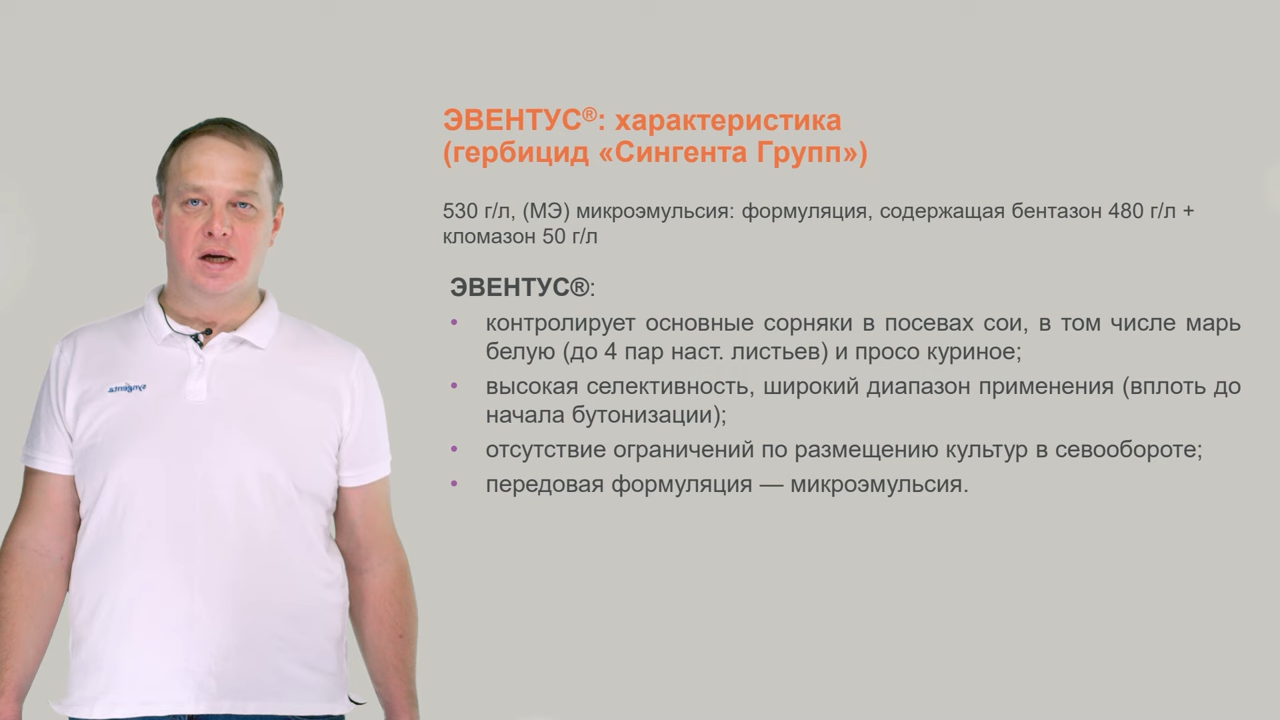 ЭВЕНТУС®: характеристика
(гербицид «Сингента Групп»)
530 г/л, (МЭ) микроэмульсия: формуляция, содержащая бентазон 480 г/л +
кломазон 50 г/л
ЭВЕНТУС®:
• контролирует основные сорняки в посевах сои, в том числе марь
белую (до 4 пар наст. листьев) и просо куриное;
• высокая селективность, широкий диапазон применения (вплоть до
начала бутонизации);
• отсутствие ограничений по размещению культур в севообороте;
• передовая формуляция — микроэмульсия.
syngenta